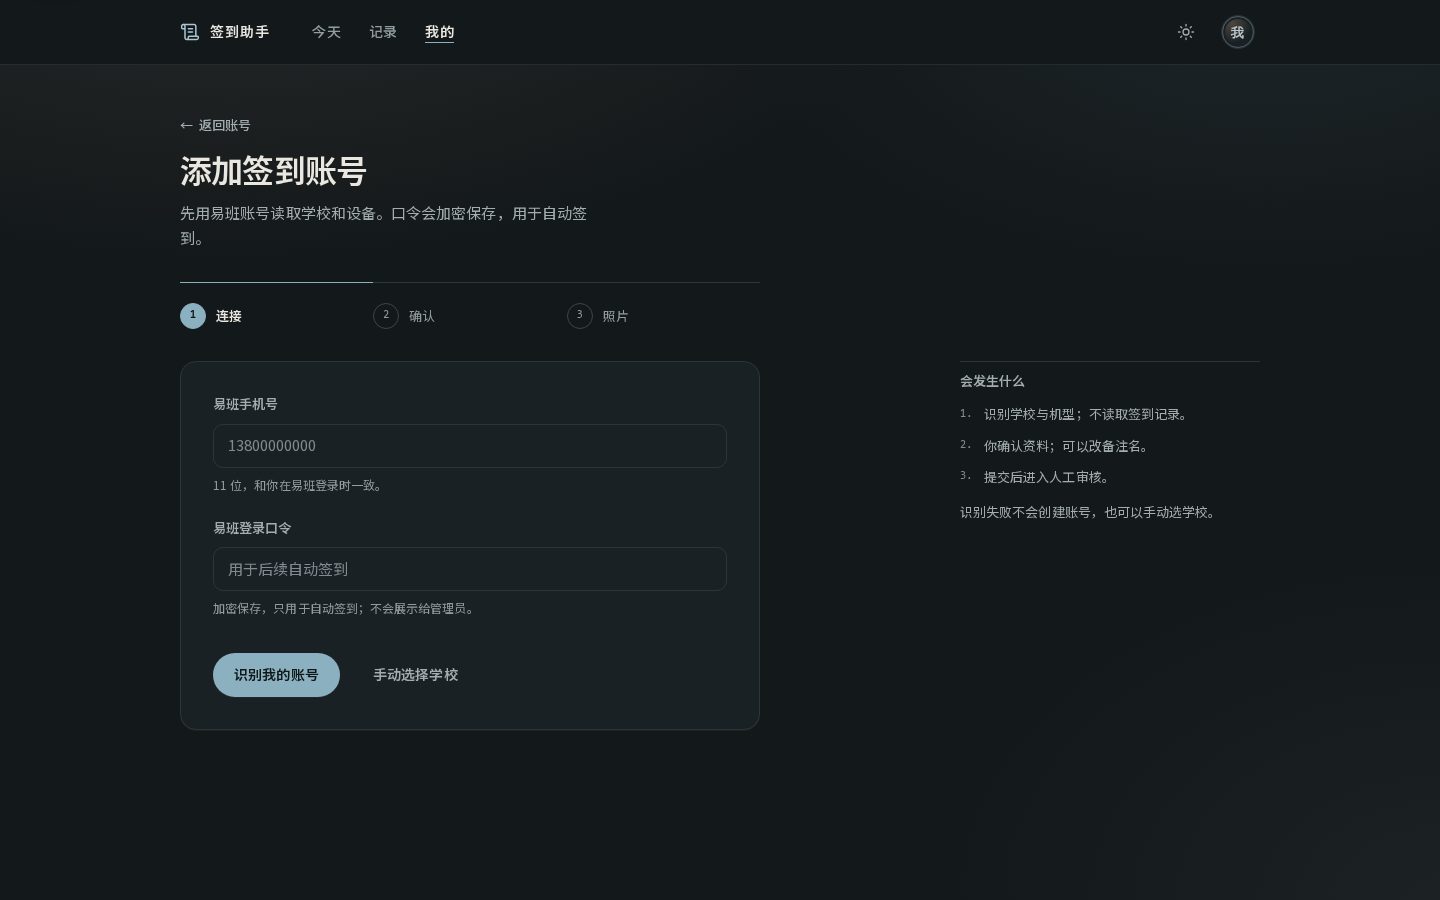 签到助手
今天
记录
我的
我
← 返回账号
添加签到账号
先用易班账号读取学校和设备。口令会加密保存，用于自动签
到。
1 连接
2 确认
3 照片
易班手机号
13800000000
11 位，和你在易班登录时一致。
易班登录口令
用于后续自动签到
加密保存，只用于自动签到；不会展示给管理员。
识别我的账号
手动选择学校
会发生什么
1. 识别学校与机型；不读取签到记录。
2. 你确认资料；可以改备注名。
3. 提交后进入人工审核。
识别失败不会创建账号，也可以手动选学校。